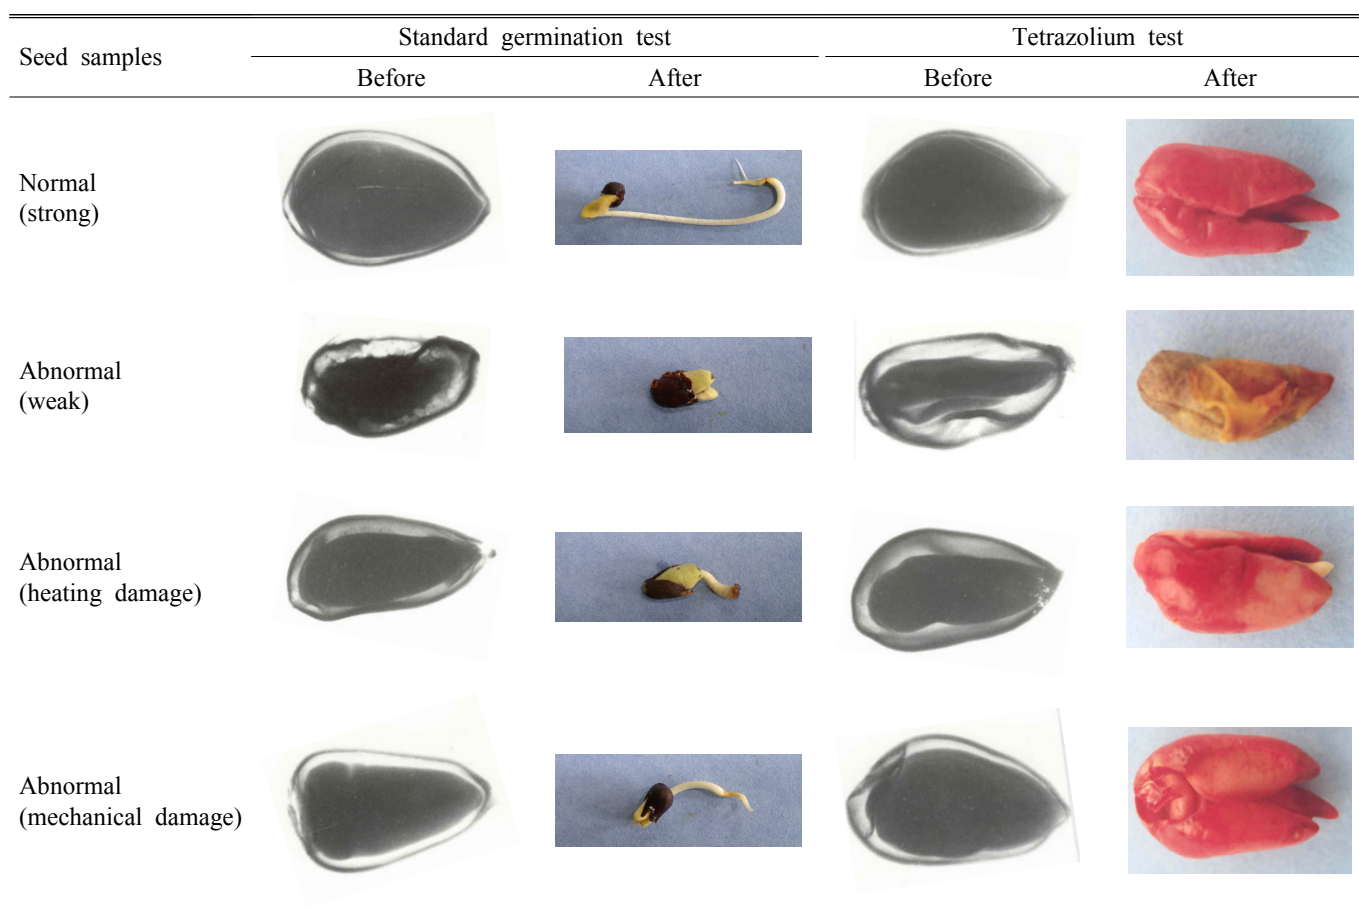 Seed samples
Standard germination test
Tetrazolium test
Before
After
Before
After
Normal
(strong)
Abnormal
(weak)
Abnormal
(heating damage)
Abnormal
(mechanical damage)